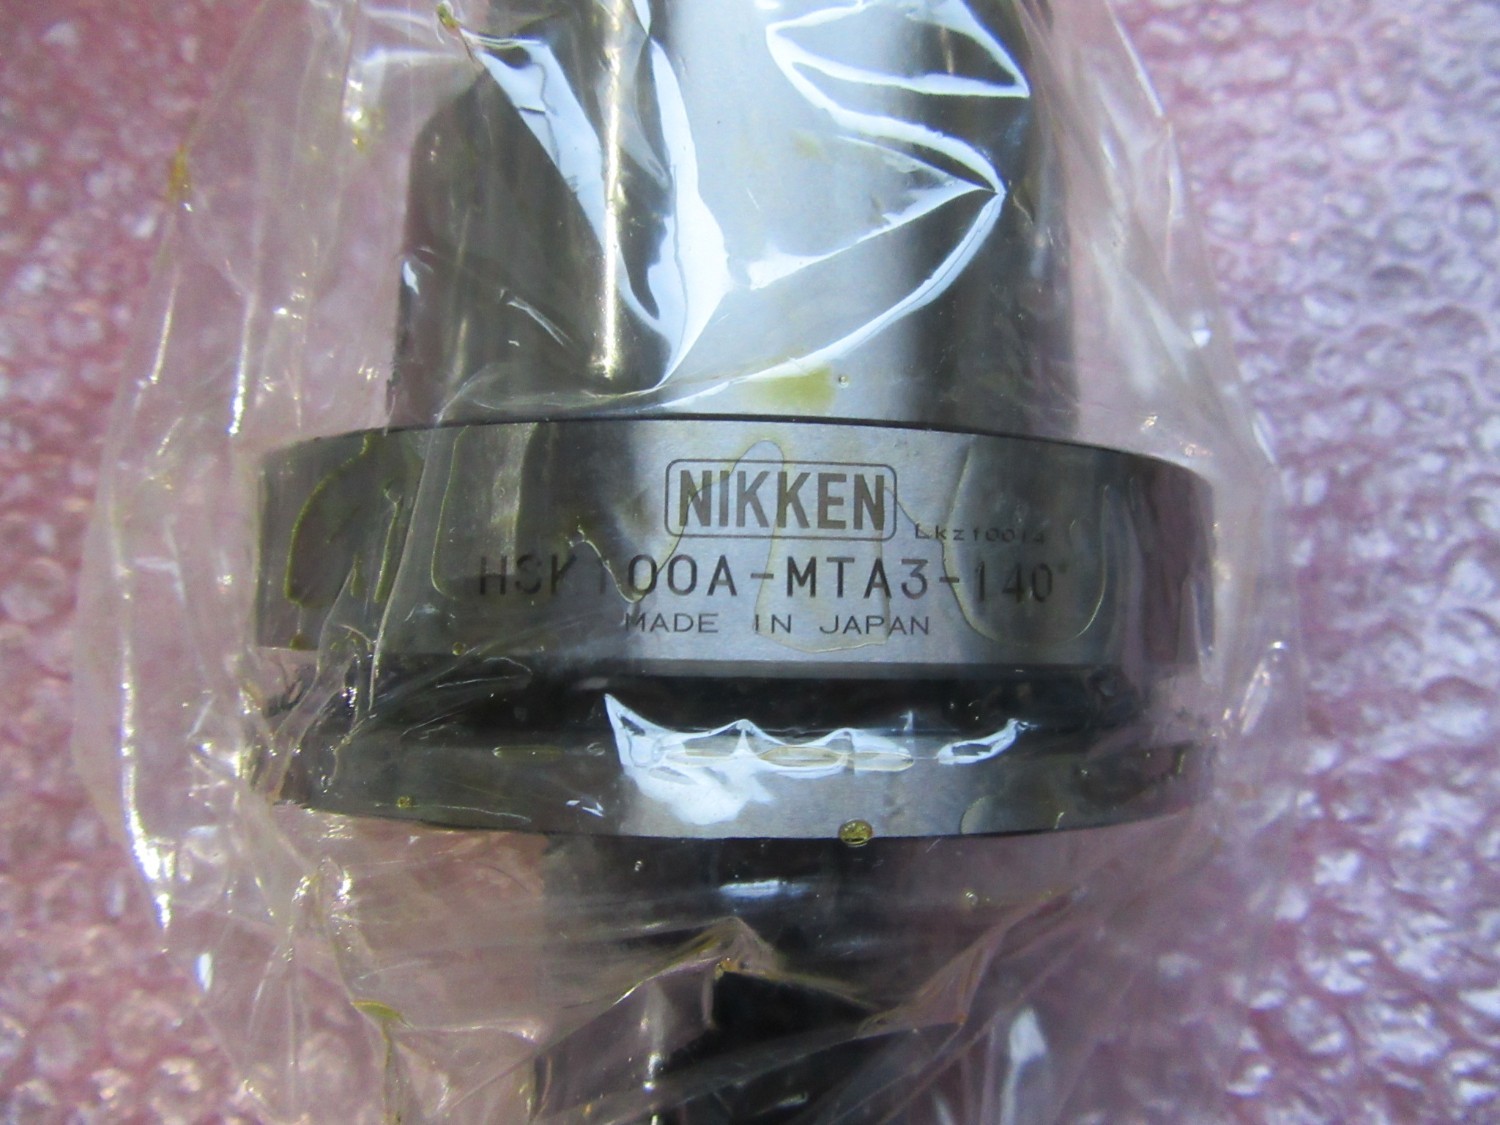 NIKKEN
HSK100A-MTA3-140
MADE IN JAPAN